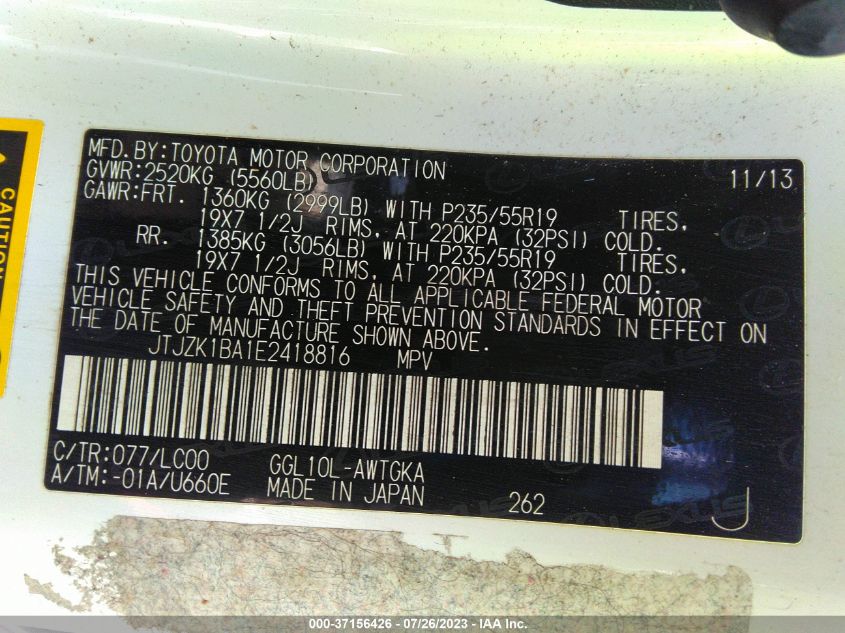 MFD.BY:TOYOTA MOTOR CORPORATION 11/13
GVWR:2520KG (5560LB)
GAWR:FRT. 1360KG (2999LB) WITH P235/55R19 TIRES,
19X7 1/2J RIMS, AT 220KPA (32PSI) COLD.
RR. 1385KG (3056LB) WITH P235/55R19 TIRES,
19X7 1/2J RIMS, AT 220KPA (32PSI) COLD.
THIS VEHICLE CONFORMS TO ALL APPLICABLE FEDERAL MOTOR
VEHICLE SAFETY AND THEFT PREVENTION STANDARDS IN EFFECT ON
THE DATE OF MANUFACTURE SHOWN ABOVE.
JTJZK1BA1E2418816 MPV
C/TR:077/LC00 GGL10L-AWTGKA
A/TM:-01A/U660E MADE IN JAPAN 262 J
LEXUS
000-37156426 - 07/26/2023 - IAA Inc.